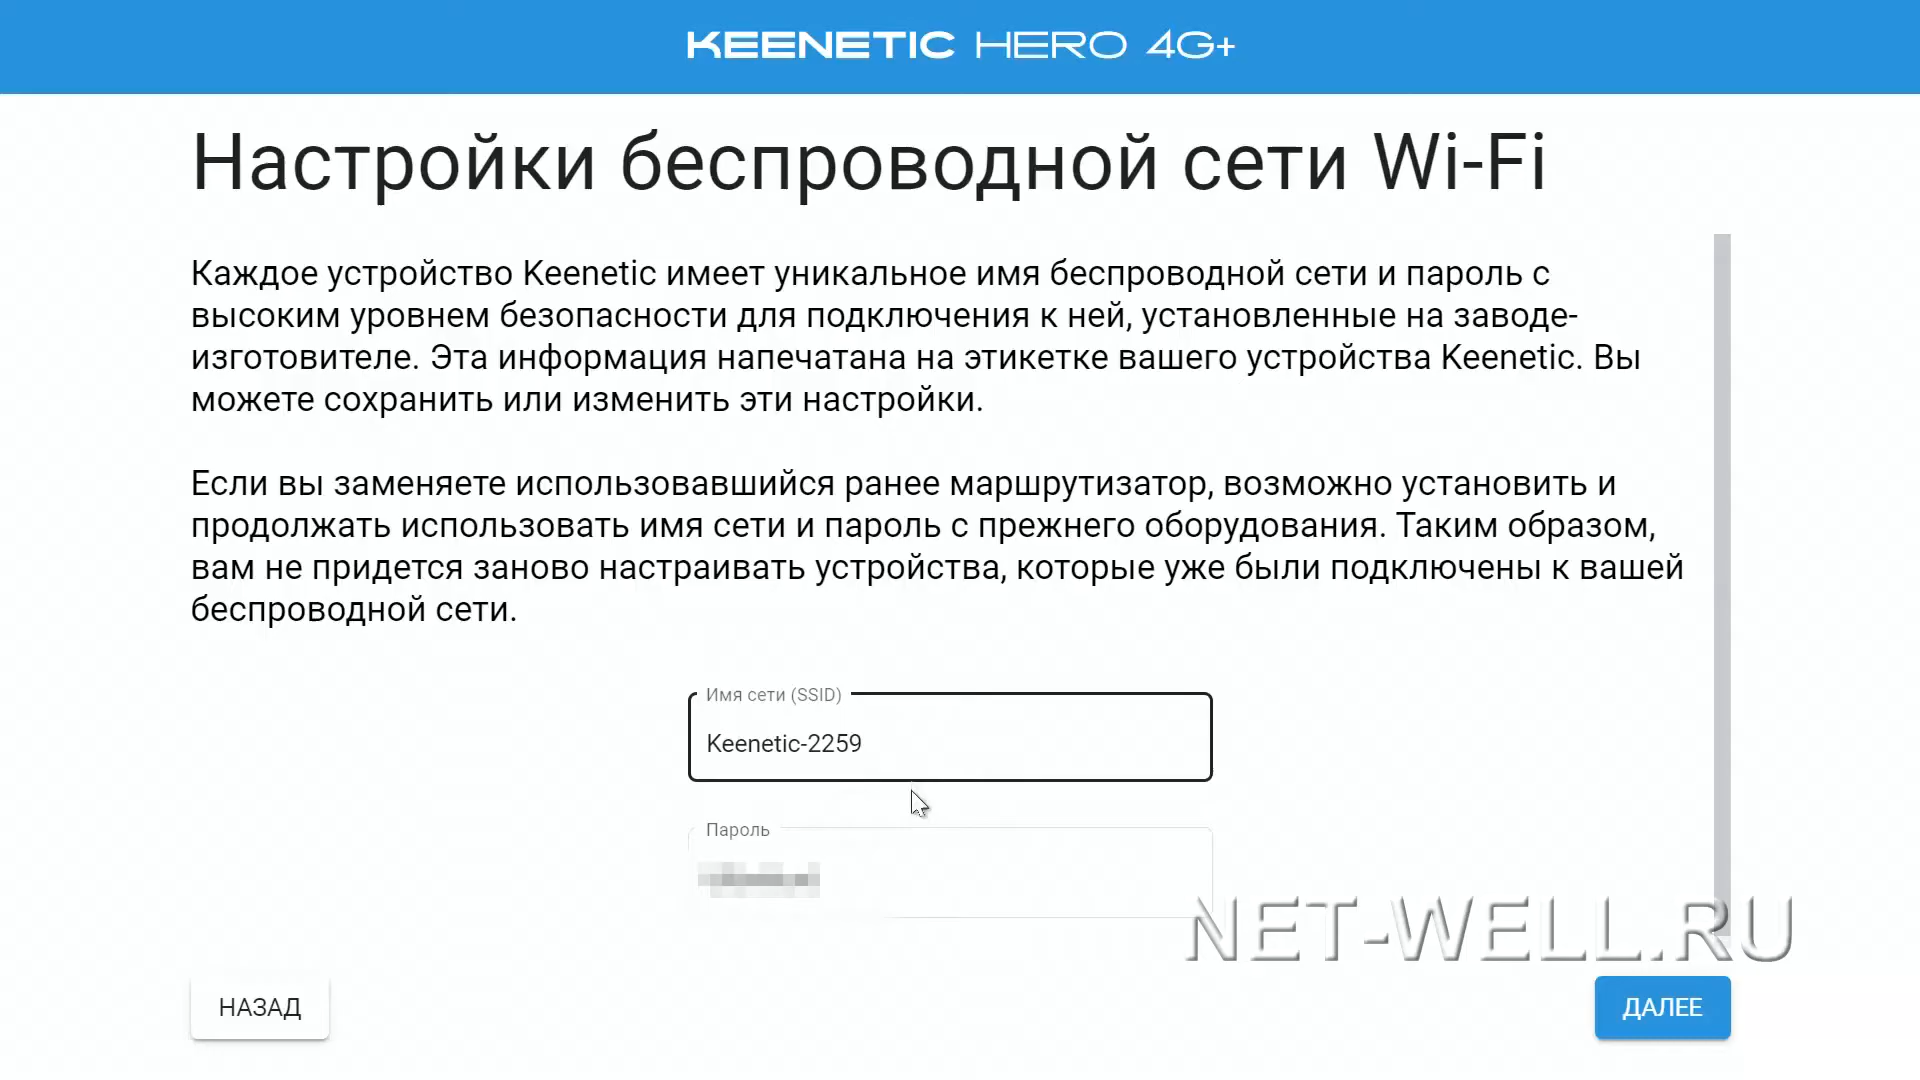 KEENETIC HERO 4G+
Настройки беспроводной сети Wi-Fi
Каждое устройство Keenetic имеет уникальное имя беспроводной сети и пароль с
высоким уровнем безопасности для подключения к ней, установленные на заводе-
изготовителе. Эта информация напечатана на этикетке вашего устройства Keenetic. Вы
можете сохранить или изменить эти настройки.
Если вы заменяете использовавшийся ранее маршрутизатор, возможно установить и
продолжать использовать имя сети и пароль с прежнего оборудования. Таким образом,
вам не придется заново настраивать устройства, которые уже были подключены к вашей
беспроводной сети.
Имя сети (SSID)
Keenetic-2259
Пароль
NET-WELL.RU
НАЗАД
ДАЛЕЕ